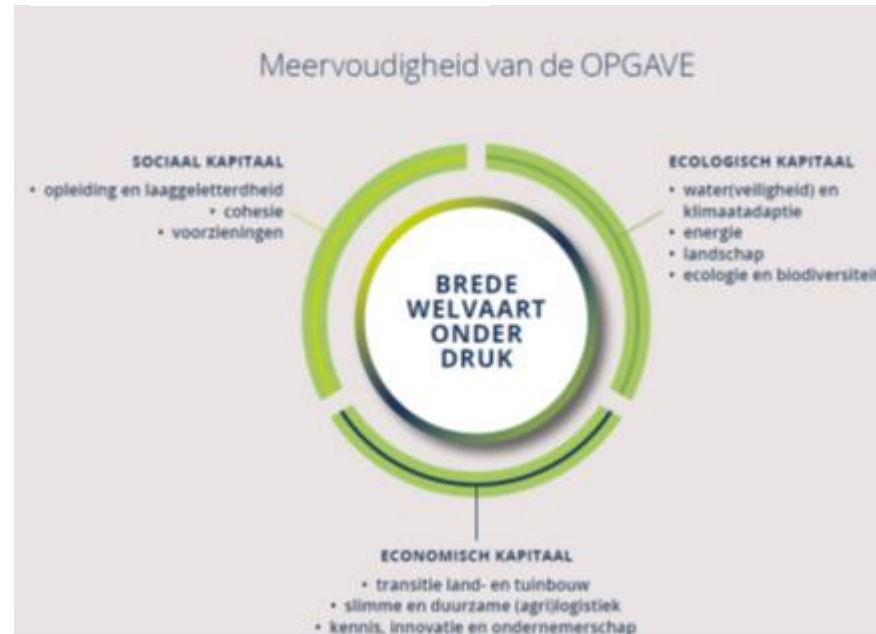 Meervoudigheid van de OPGAVE
SOCIAAL KAPITAAL
• opleiding en laaggeletterdheid
• cohesie
• voorzieningen
ECOLOGISCH KAPITAAL
• water(veiligheid) en
klimaatadaptie
• energie
• landschap
• ecologie en biodiversiteit
BREDE
WELVAART
ONDER
DRUK
ECONOMISCH KAPITAAL
• transitie land- en tuinbouw
• slimme en duurzame (agri)logistiek
• kennis, innovatie en ondernemerschap